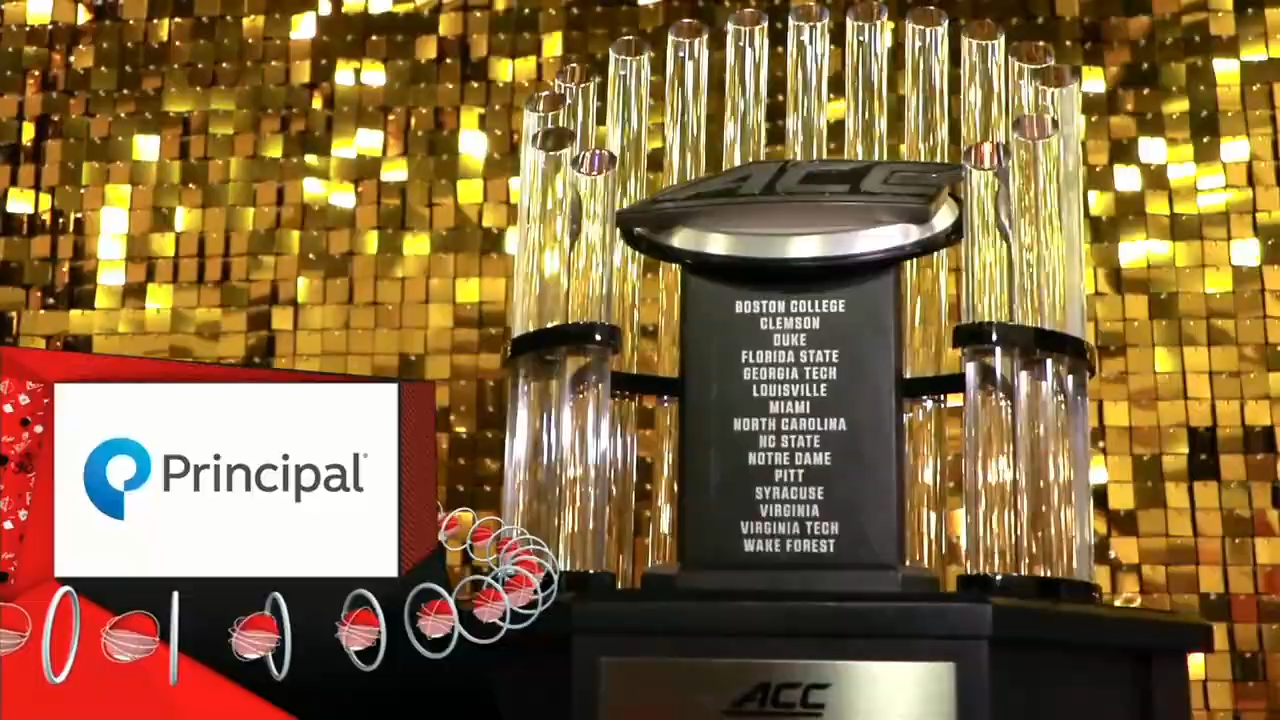 ACC
BOSTON COLLEGE
CLEMSON
DUKE
FLORIDA STATE
GEORGIA TECH
LOUISVILLE
MIAMI
NORTH CAROLINA
NC STATE
NOTRE DAME
PITT
SYRACUSE
VIRGINIA
VIRGINIA TECH
WAKE FOREST
Principal®
ACC